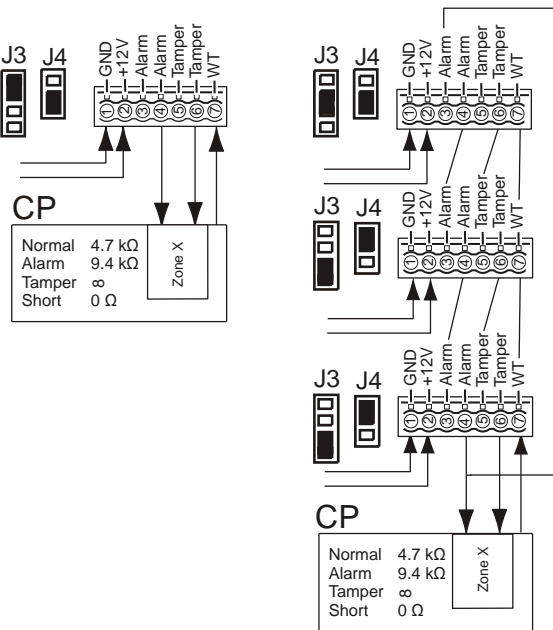 J3 J4
GND
+12V
Alarm
Alarm
Tamper
Tamper
WT
1 2 3 4 5 6 7
CP
Normal 4.7 kΩ
Alarm 9.4 kΩ
Tamper ∞
Short 0 Ω
Zone X
J3 J4
GND
+12V
Alarm
Alarm
Tamper
Tamper
WT
1 2 3 4 5 6 7
J3 J4
GND
+12V
Alarm
Alarm
Tamper
Tamper
WT
1 2 3 4 5 6 7
J3 J4
GND
+12V
Alarm
Alarm
Tamper
Tamper
WT
1 2 3 4 5 6 7
CP
Normal 4.7 kΩ
Alarm 9.4 kΩ
Tamper ∞
Short 0 Ω
Zone X